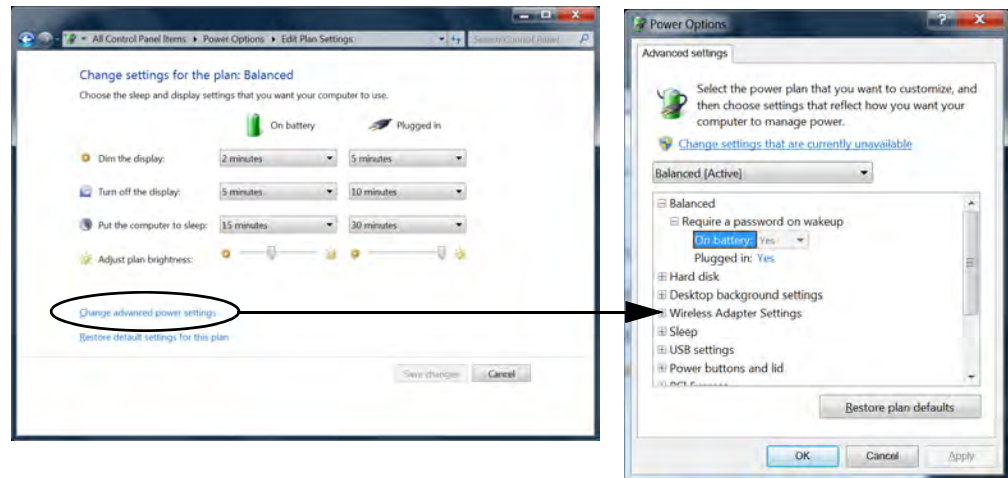 All Control Panel Items ▸ Power Options ▸ Edit Plan Settings
Search Control Panel
Change settings for the plan: Balanced
Choose the sleep and display settings that you want your computer to use.
On battery Plugged in
Dim the display: 2 minutes 5 minutes
Turn off the display: 5 minutes 10 minutes
Put the computer to sleep: 15 minutes 30 minutes
Adjust plan brightness:
Change advanced power settings
Restore default settings for this plan
Save changes Cancel
Power Options
Advanced settings
Select the power plan that you want to customize, and
then choose settings that reflect how you want your
computer to manage power.
Change settings that are currently unavailable
Balanced [Active]
Balanced
Require a password on wakeup
On battery: Yes
Plugged in: Yes
Hard disk
Desktop background settings
Wireless Adapter Settings
Sleep
USB settings
Power buttons and lid
Restore plan defaults
OK Cancel Apply